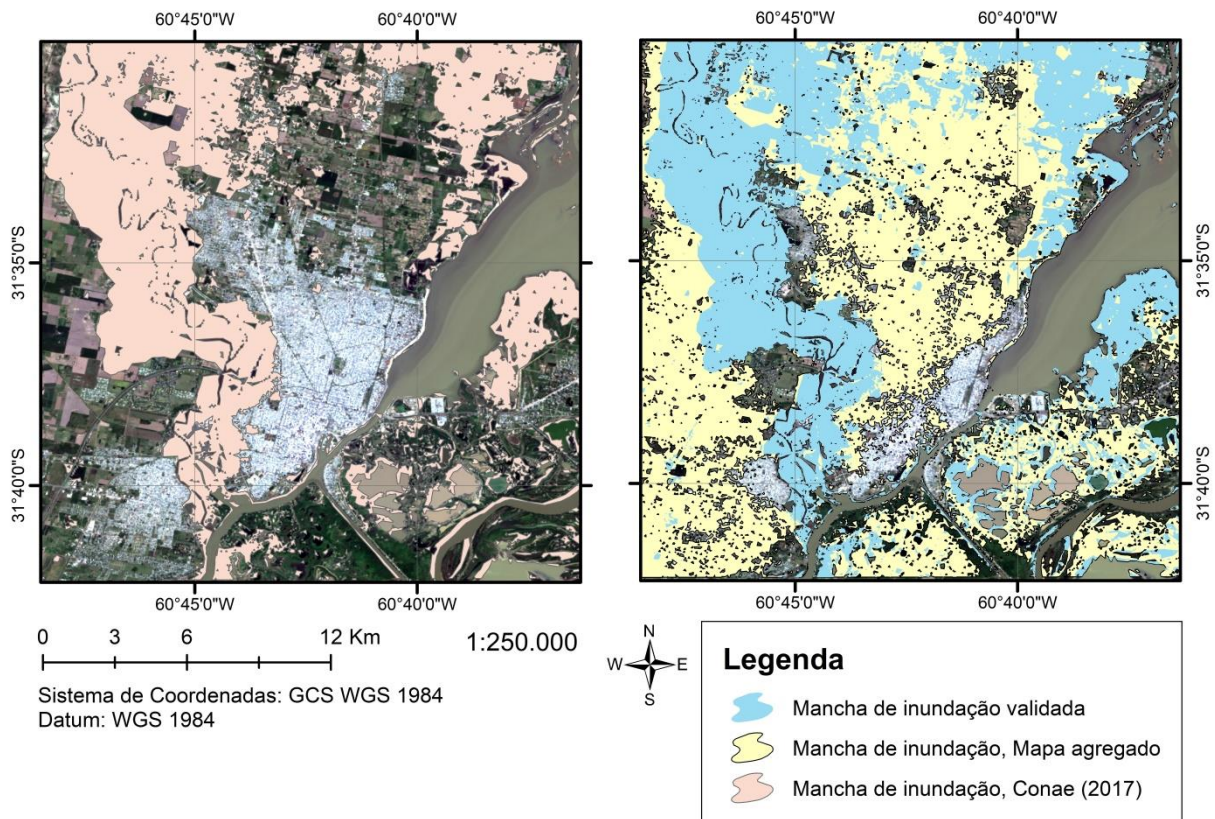 60°45'0"W 60°40'0"W 60°45'0"W 60°40'0"W
31°35'0"S
31°40'0"S
31°35'0"S
31°40'0"S
60°45'0"W 60°40'0"W 60°45'0"W 60°40'0"W
0 3 6 12 Km
1:250.000
Sistema de Coordenadas: GCS WGS 1984
Datum: WGS 1984
N
W E
S
Legenda
Mancha de inundação validada
Mancha de inundação, Mapa agregado
Mancha de inundação, Conae (2017)